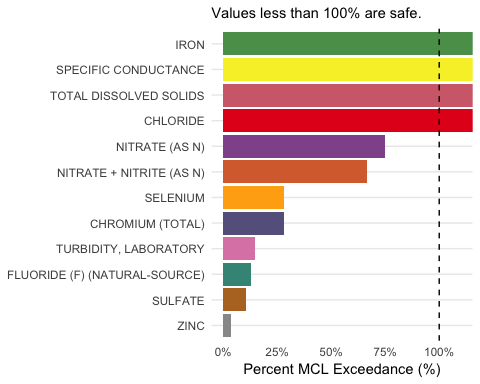 Values less than 100% are safe.
IRON
SPECIFIC CONDUCTANCE
TOTAL DISSOLVED SOLIDS
CHLORIDE
NITRATE (AS N)
NITRATE + NITRITE (AS N)
SELENIUM
CHROMIUM (TOTAL)
TURBIDITY, LABORATORY
FLUORIDE (F) (NATURAL-SOURCE)
SULFATE
ZINC
0% 25% 50% 75% 100%
Percent MCL Exceedance (%)